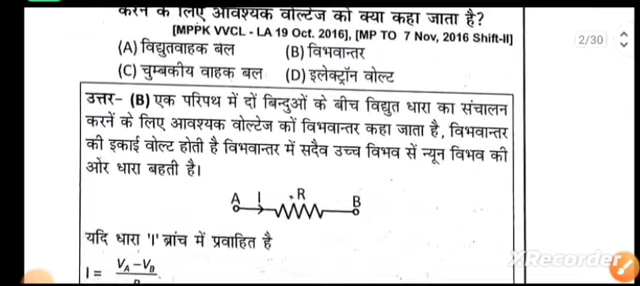 करने के लिए आवश्यक वोल्टेज को क्या कहा जाता है?
[MPPK VVCL - LA 19 Oct. 2016], [MP TO 7 Nov, 2016 Shift-II]
2/30
(A) विद्युतवाहक बल (B) विभवान्तर
(C) चुम्बकीय वाहक बल (D) इलेक्ट्रॉन वोल्ट
उत्तर- (B) एक परिपथ में दों बिन्दुओं के बीच विद्युत धारा का संचालन
करनें के लिए आवश्यक वोल्टेज कों विभवान्तर कहा जाता है, विभवान्तर
की इकाई वोल्ट होती है विभवान्तर में सदैव उच्च विभव सें न्यून विभव की
ओर धारा बहती है।
A I R B
यदि धारा 'I' ब्रांच में प्रवाहित है
I = V_A – V_B
XRecorder